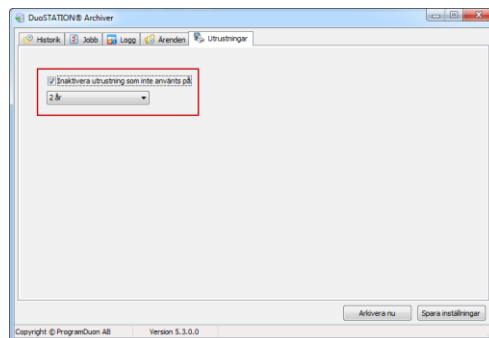 DuoSTATION® Archiver
Historik Jobb Logg Ärenden Utrustningar
Inaktivera utrustning som inte använts på
2 år
Arkivera nu Spara inställningar
Copyright © ProgramDuon AB Version 5.3.0.0